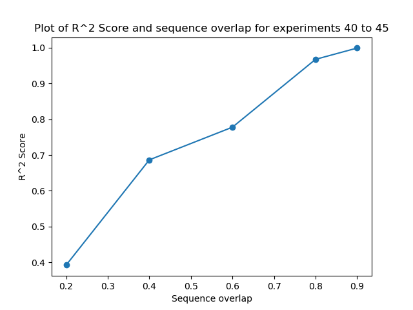 Plot of R^2 Score and sequence overlap for experiments 40 to 45
1.0
0.9
0.8
0.7
0.6
0.5
0.4
R^2 Score
0.2 0.3 0.4 0.5 0.6 0.7 0.8 0.9
Sequence overlap